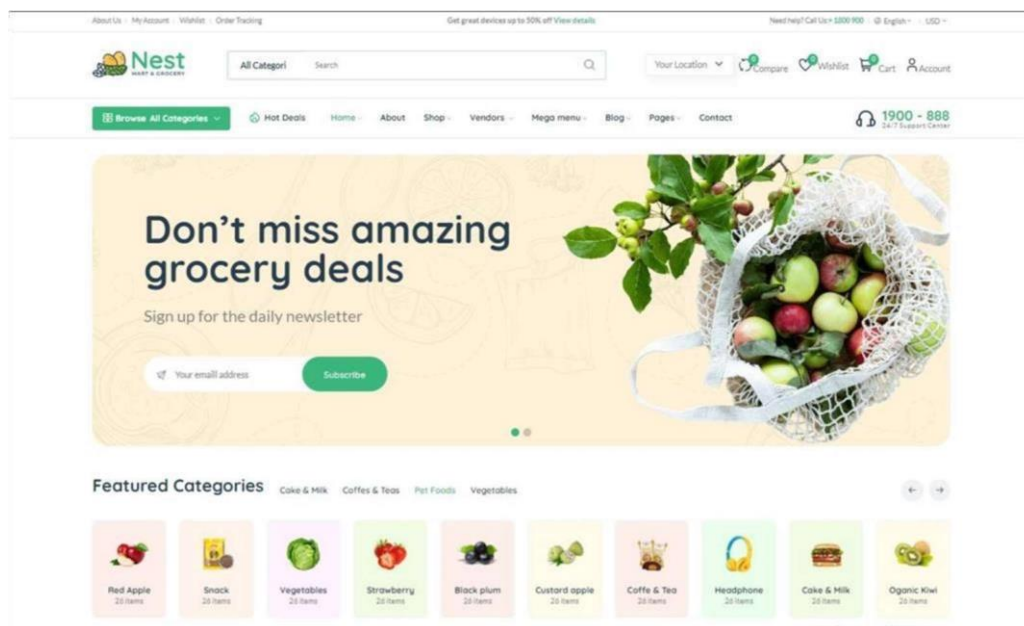 About Us
My Account
Wishlist
Order Tracking
Get great devices up to 50% off View details
Need help? Call Us: + 1800 900
English
USD
Nest
MART & GROCERY
All Categori
Search
Your Location
0
Compare
0
Wishlist
0
Cart
Account
Browse All Categories
Hot Deals
Home
About
Shop
Vendors
Mega menu
Blog
Pages
Contact
1900 - 888
24/7 Support Center
Don't miss amazing
grocery deals
Sign up for the daily newsletter
Your emaill address
Subscribe
Featured Categories
Cake & Milk
Coffes & Teas
Pet Foods
Vegetables
Red Apple
26 items
Snack
26 items
Vegetables
26 items
Strawberry
26 items
Black plum
26 items
Custard apple
26 items
Coffe & Tea
26 items
Headphone
26 items
Cake & Milk
26 items
Oganic Kiwi
26 items